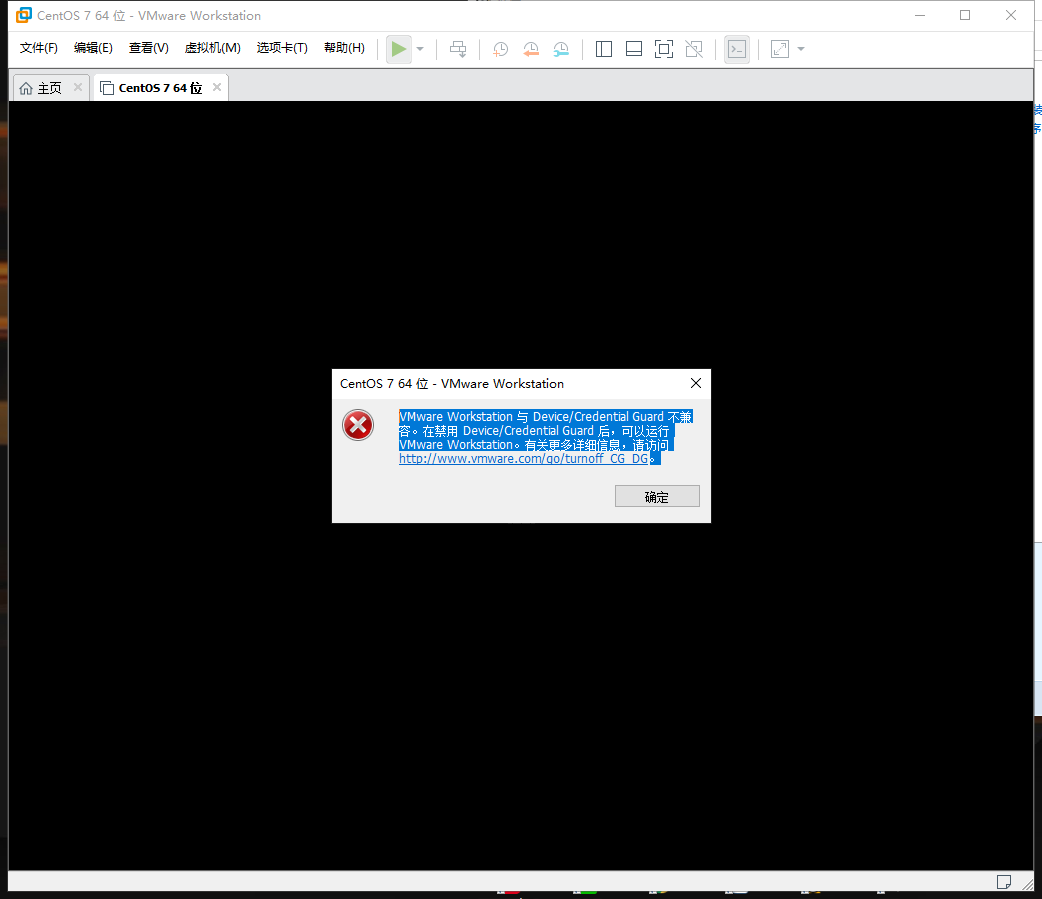 CentOS 7 64 位 - VMware Workstation
文件(F) 编辑(E) 查看(V) 虚拟机(M) 选项卡(T) 帮助(H)
主页 CentOS 7 64 位
装
序
CentOS 7 64 位 - VMware Workstation
VMware Workstation 与 Device/Credential Guard 不兼
容。在禁用 Device/Credential Guard 后，可以运行
VMware Workstation。有关更多详细信息，请访问
http://www.vmware.com/go/turnoff_CG_DG。
确定